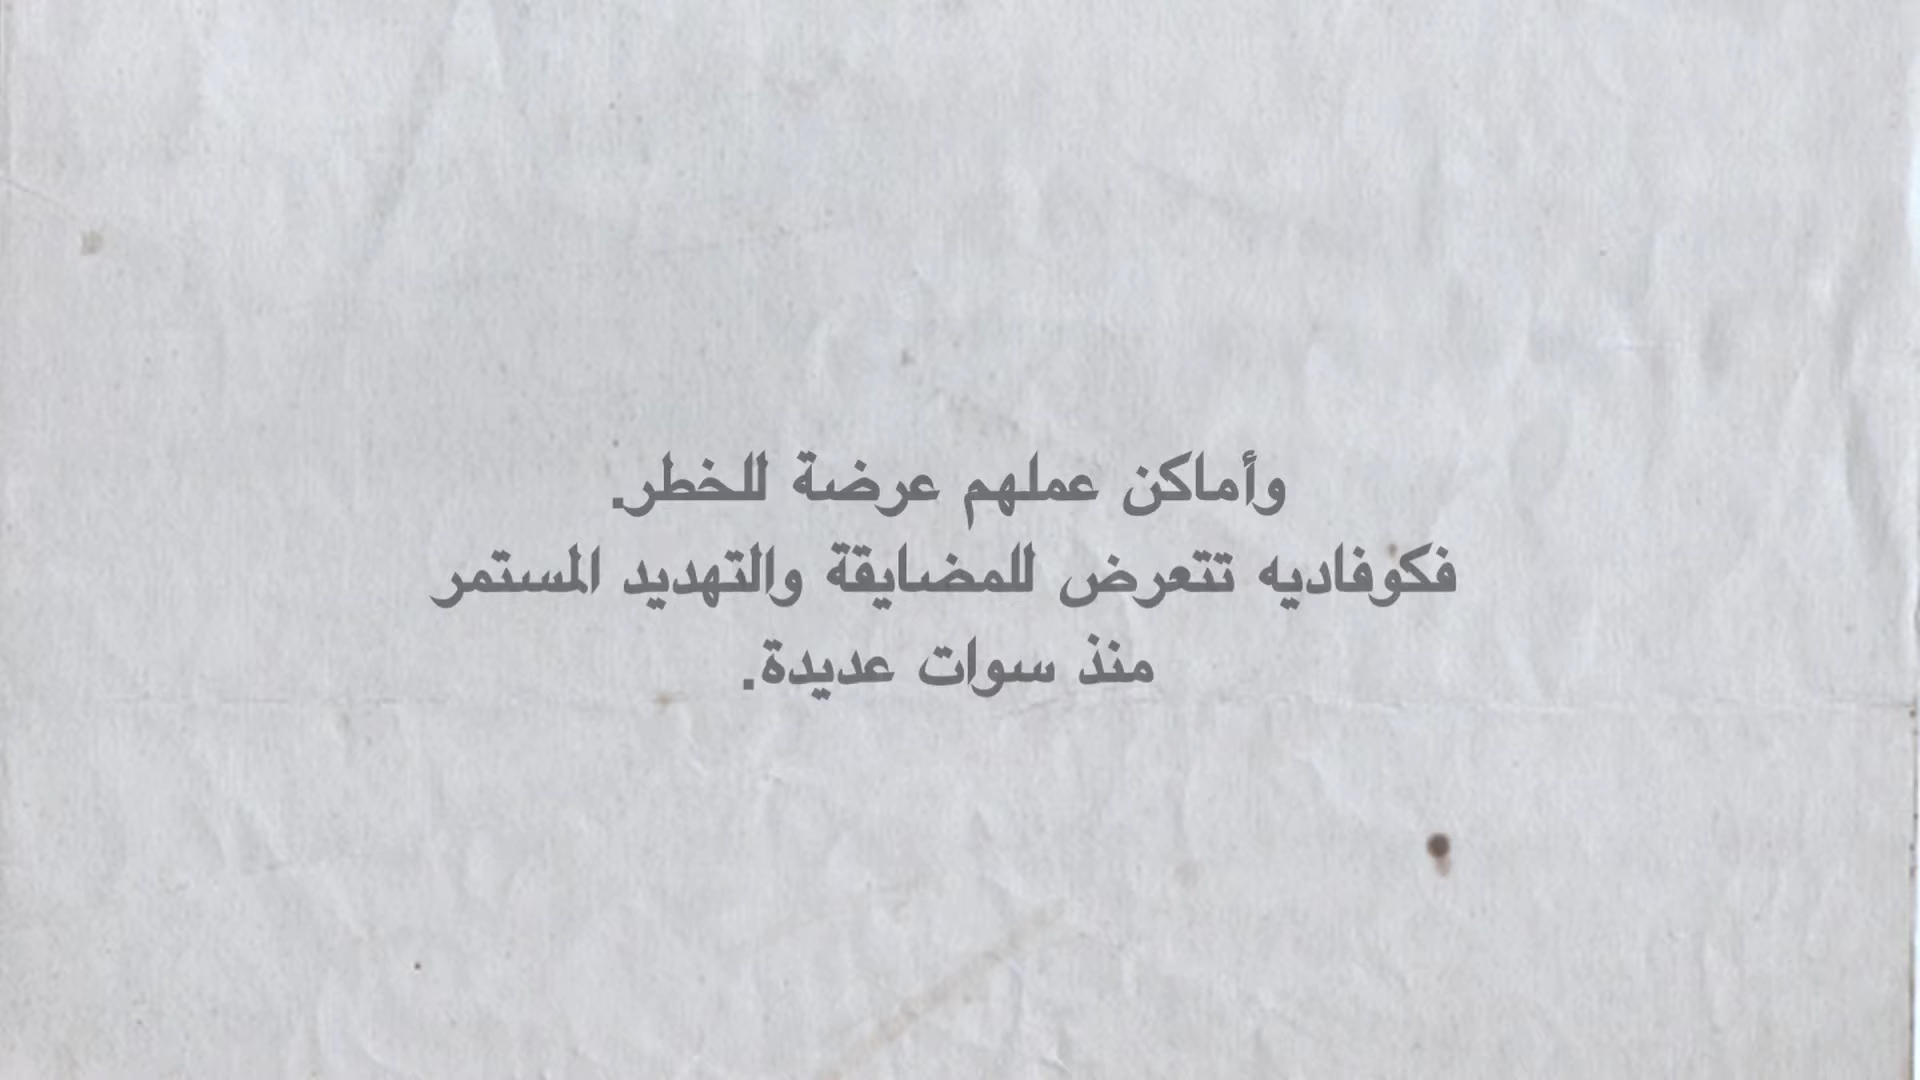 وأماكن عملهم عرضة للخطر.
فكوفاديه تتعرض للمضايقة والتهديد المستمر
منذ سوات عديدة.